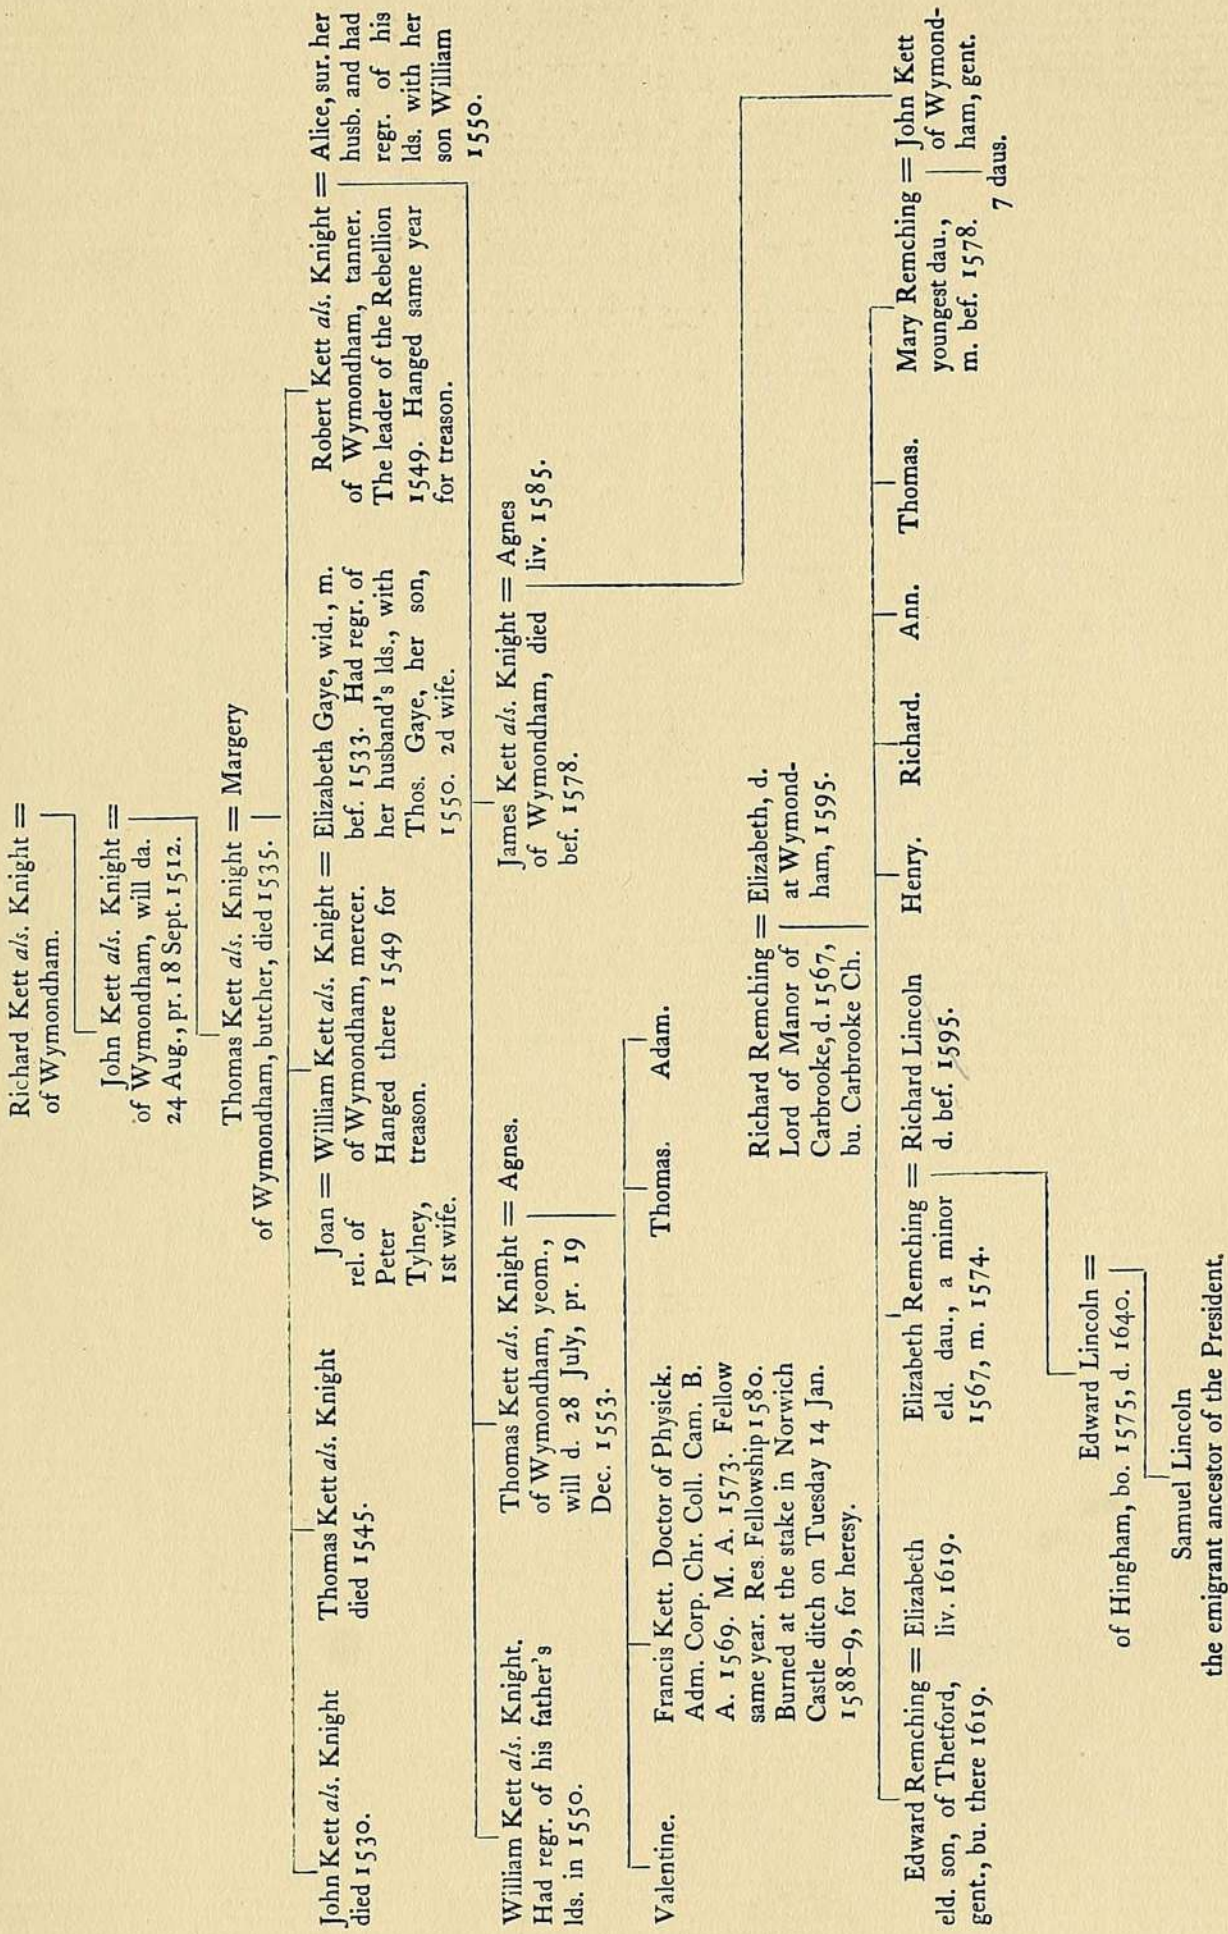 Richard Kett als. Knight =
of Wymondham.
John Kett als. Knight =
of Wymondham, will da.
24 Aug., pr. 18 Sept. 1512.
Thomas Kett als. Knight = Margery
of Wymondham, butcher, died 1535.
John Kett als. Knight
died 1530.
Thomas Kett als. Knight
died 1545.
Joan =
rel. of
Peter
Tylney,
1st wife.
William Kett als. Knight =
of Wymondham, mercer.
Hanged there 1549 for
treason.
Elizabeth Gaye, wid., m.
bef. 1533. Had regr. of
her husband's lds., with
Thos. Gaye, her son,
1550. 2d wife.
Robert Kett als. Knight =
of Wymondham, tanner.
The leader of the Rebellion
1549. Hanged same year
for treason.
Alice, sur. her
husb. and had
regr. of his
lds. with her
son William
1550.
William Kett als. Knight.
Had regr. of his father's
lds. in 1550.
Thomas Kett als. Knight = Agnes.
of Wymondham, yeom.,
will d. 28 July, pr. 19
Dec. 1553.
James Kett als. Knight = Agnes
of Wymondham, died
bef. 1578.
liv. 1585.
Valentine.
Francis Kett. Doctor of Physick.
Adm. Corp. Chr. Coll. Cam. B.
A. 1569. M. A. 1573. Fellow
same year. Res. Fellowship 1580.
Burned at the stake in Norwich
Castle ditch on Tuesday 14 Jan.
1588-9, for heresy.
Thomas.
Adam.
Richard Remching =
Lord of Manor of
Carbrooke, d. 1567,
bu. Carbrooke Ch.
Elizabeth, d.
at Wymond-
ham, 1595.
Edward Remching = Elizabeth
eld. son, of Thetford,
gent., bu. there 1619.
liv. 1619.
Elizabeth Remching = Richard Lincoln
eld. dau., a minor
1567, m. 1574.
d. bef. 1595.
Henry.
Richard.
Ann.
Thomas.
Mary Remching =
youngest dau.,
m. bef. 1578.
John Kett
of Wymond-
ham, gent.
7 daus.
Edward Lincoln =
of Hingham, bo. 1575, d. 1640.
Samuel Lincoln
the emigrant ancestor of the President.